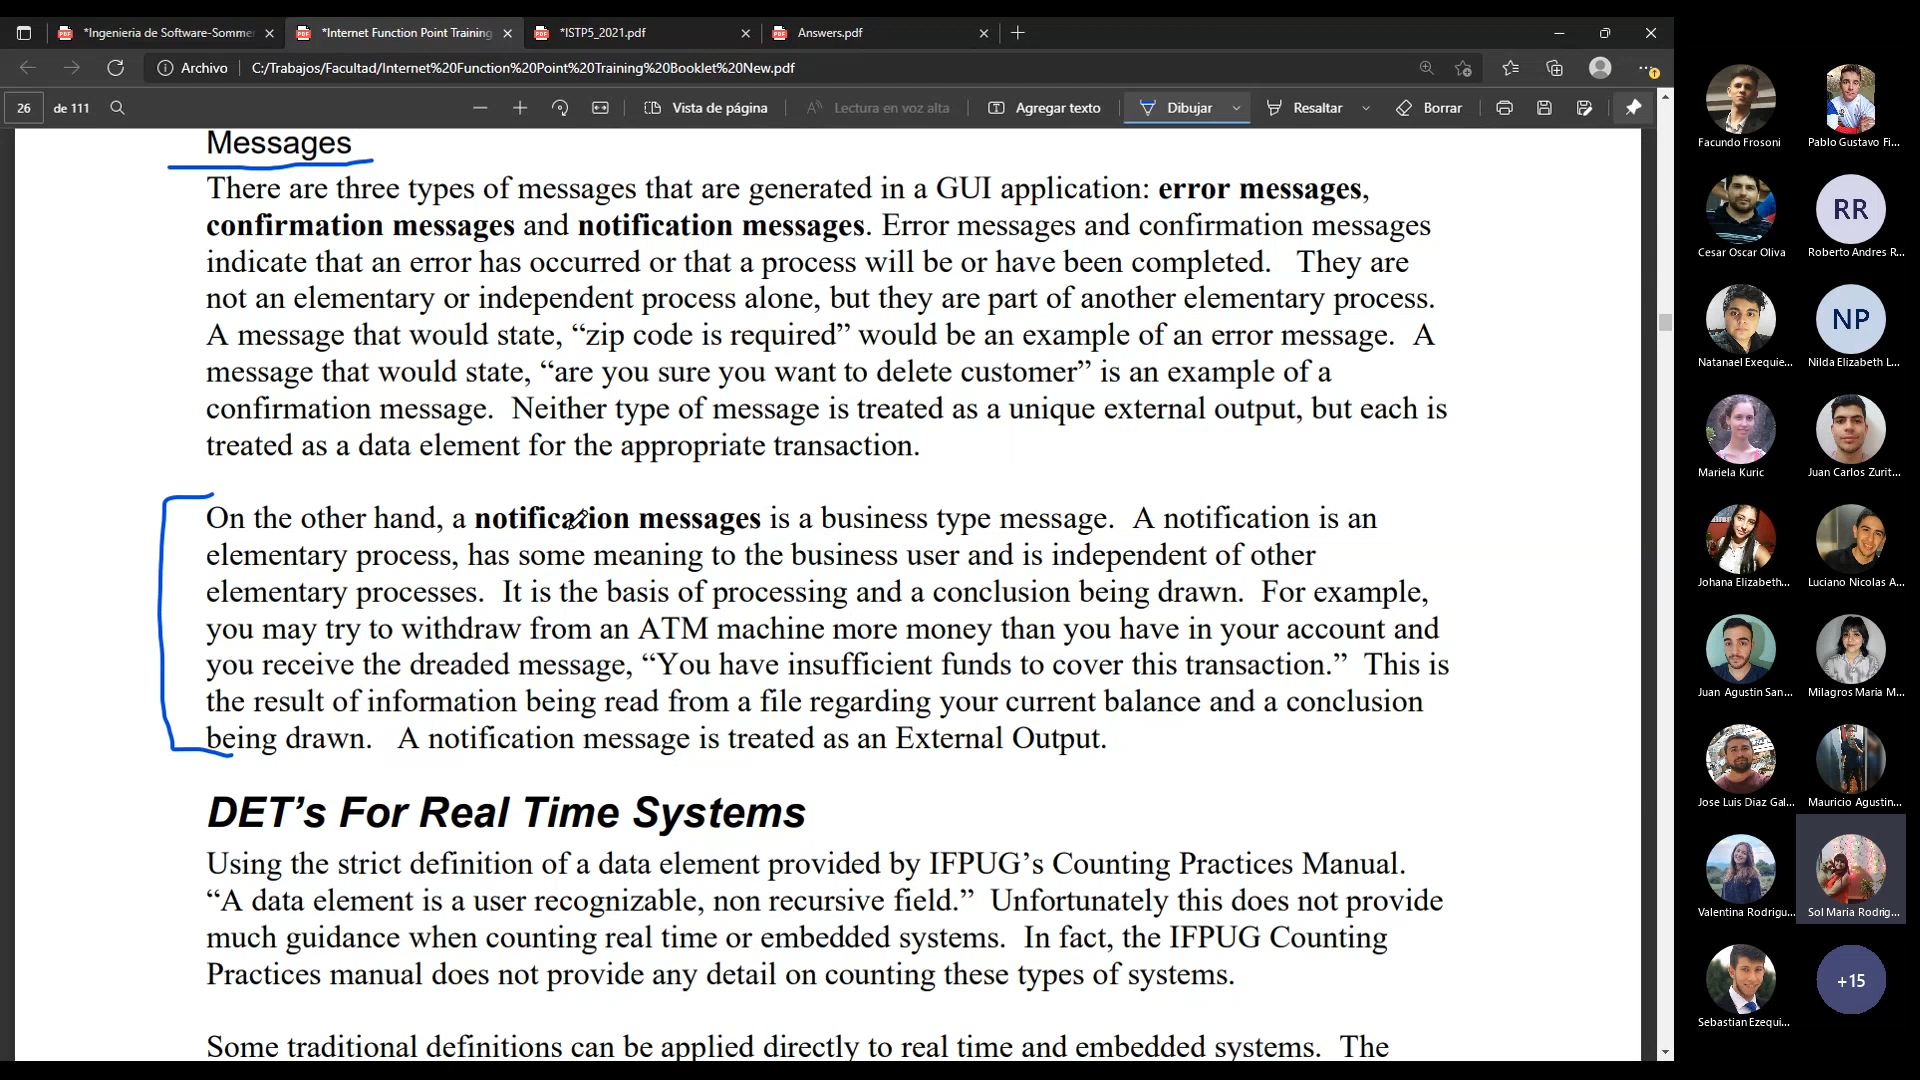 *Ingenieria de Software-Somme
*Internet Function Point Training
*ISTP5_2021.pdf
Answers.pdf
Archivo
C:/Trabajos/Facultad/Internet%20Function%20Point%20Training%20Booklet%20New.pdf
26 de 111
Vista de página
Lectura en voz alta
Agregar texto
Dibujar
Resaltar
Borrar
Messages
There are three types of messages that are generated in a GUI application: error messages,
confirmation messages and notification messages. Error messages and confirmation messages
indicate that an error has occurred or that a process will be or have been completed. They are
not an elementary or independent process alone, but they are part of another elementary process.
A message that would state, “zip code is required” would be an example of an error message. A
message that would state, “are you sure you want to delete customer” is an example of a
confirmation message. Neither type of message is treated as a unique external output, but each is
treated as a data element for the appropriate transaction.
On the other hand, a notification messages is a business type message. A notification is an
elementary process, has some meaning to the business user and is independent of other
elementary processes. It is the basis of processing and a conclusion being drawn. For example,
you may try to withdraw from an ATM machine more money than you have in your account and
you receive the dreaded message, “You have insufficient funds to cover this transaction.” This is
the result of information being read from a file regarding your current balance and a conclusion
being drawn. A notification message is treated as an External Output.
DET’s For Real Time Systems
Using the strict definition of a data element provided by IFPUG’s Counting Practices Manual.
“A data element is a user recognizable, non recursive field.” Unfortunately this does not provide
much guidance when counting real time or embedded systems. In fact, the IFPUG Counting
Practices manual does not provide any detail on counting these types of systems.
Some traditional definitions can be applied directly to real time and embedded systems. The
Facundo Frosoni
Pablo Gustavo Fi...
Cesar Oscar Oliva
RR
Roberto Andres R...
Natanael Exequie...
NP
Nilda Elizabeth L...
Mariela Kuric
Juan Carlos Zurit...
Johana Elizabeth...
Luciano Nicolas A...
Juan Agustin San...
Milagros Maria M...
Jose Luis Diaz Gal...
Mauricio Agustin...
Valentina Rodrigu...
Sol Maria Rodrig...
Sebastian Ezequi...
+15